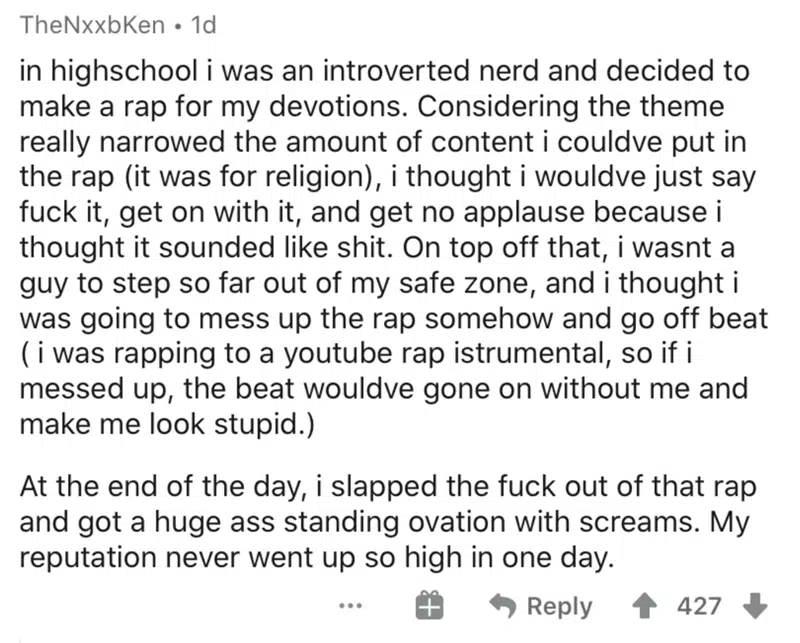 TheNxxbKen • 1d
in highschool i was an introverted nerd and decided to
make a rap for my devotions. Considering the theme
really narrowed the amount of content i couldve put in
the rap (it was for religion), i thought i wouldve just say
fuck it, get on with it, and get no applause because i
thought it sounded like shit. On top off that, i wasnt a
guy to step so far out of my safe zone, and i thought i
was going to mess up the rap somehow and go off beat
( i was rapping to a youtube rap istrumental, so if i
messed up, the beat wouldve gone on without me and
make me look stupid.)
At the end of the day, i slapped the fuck out of that rap
and got a huge ass standing ovation with screams. My
reputation never went up so high in one day.
Reply 427